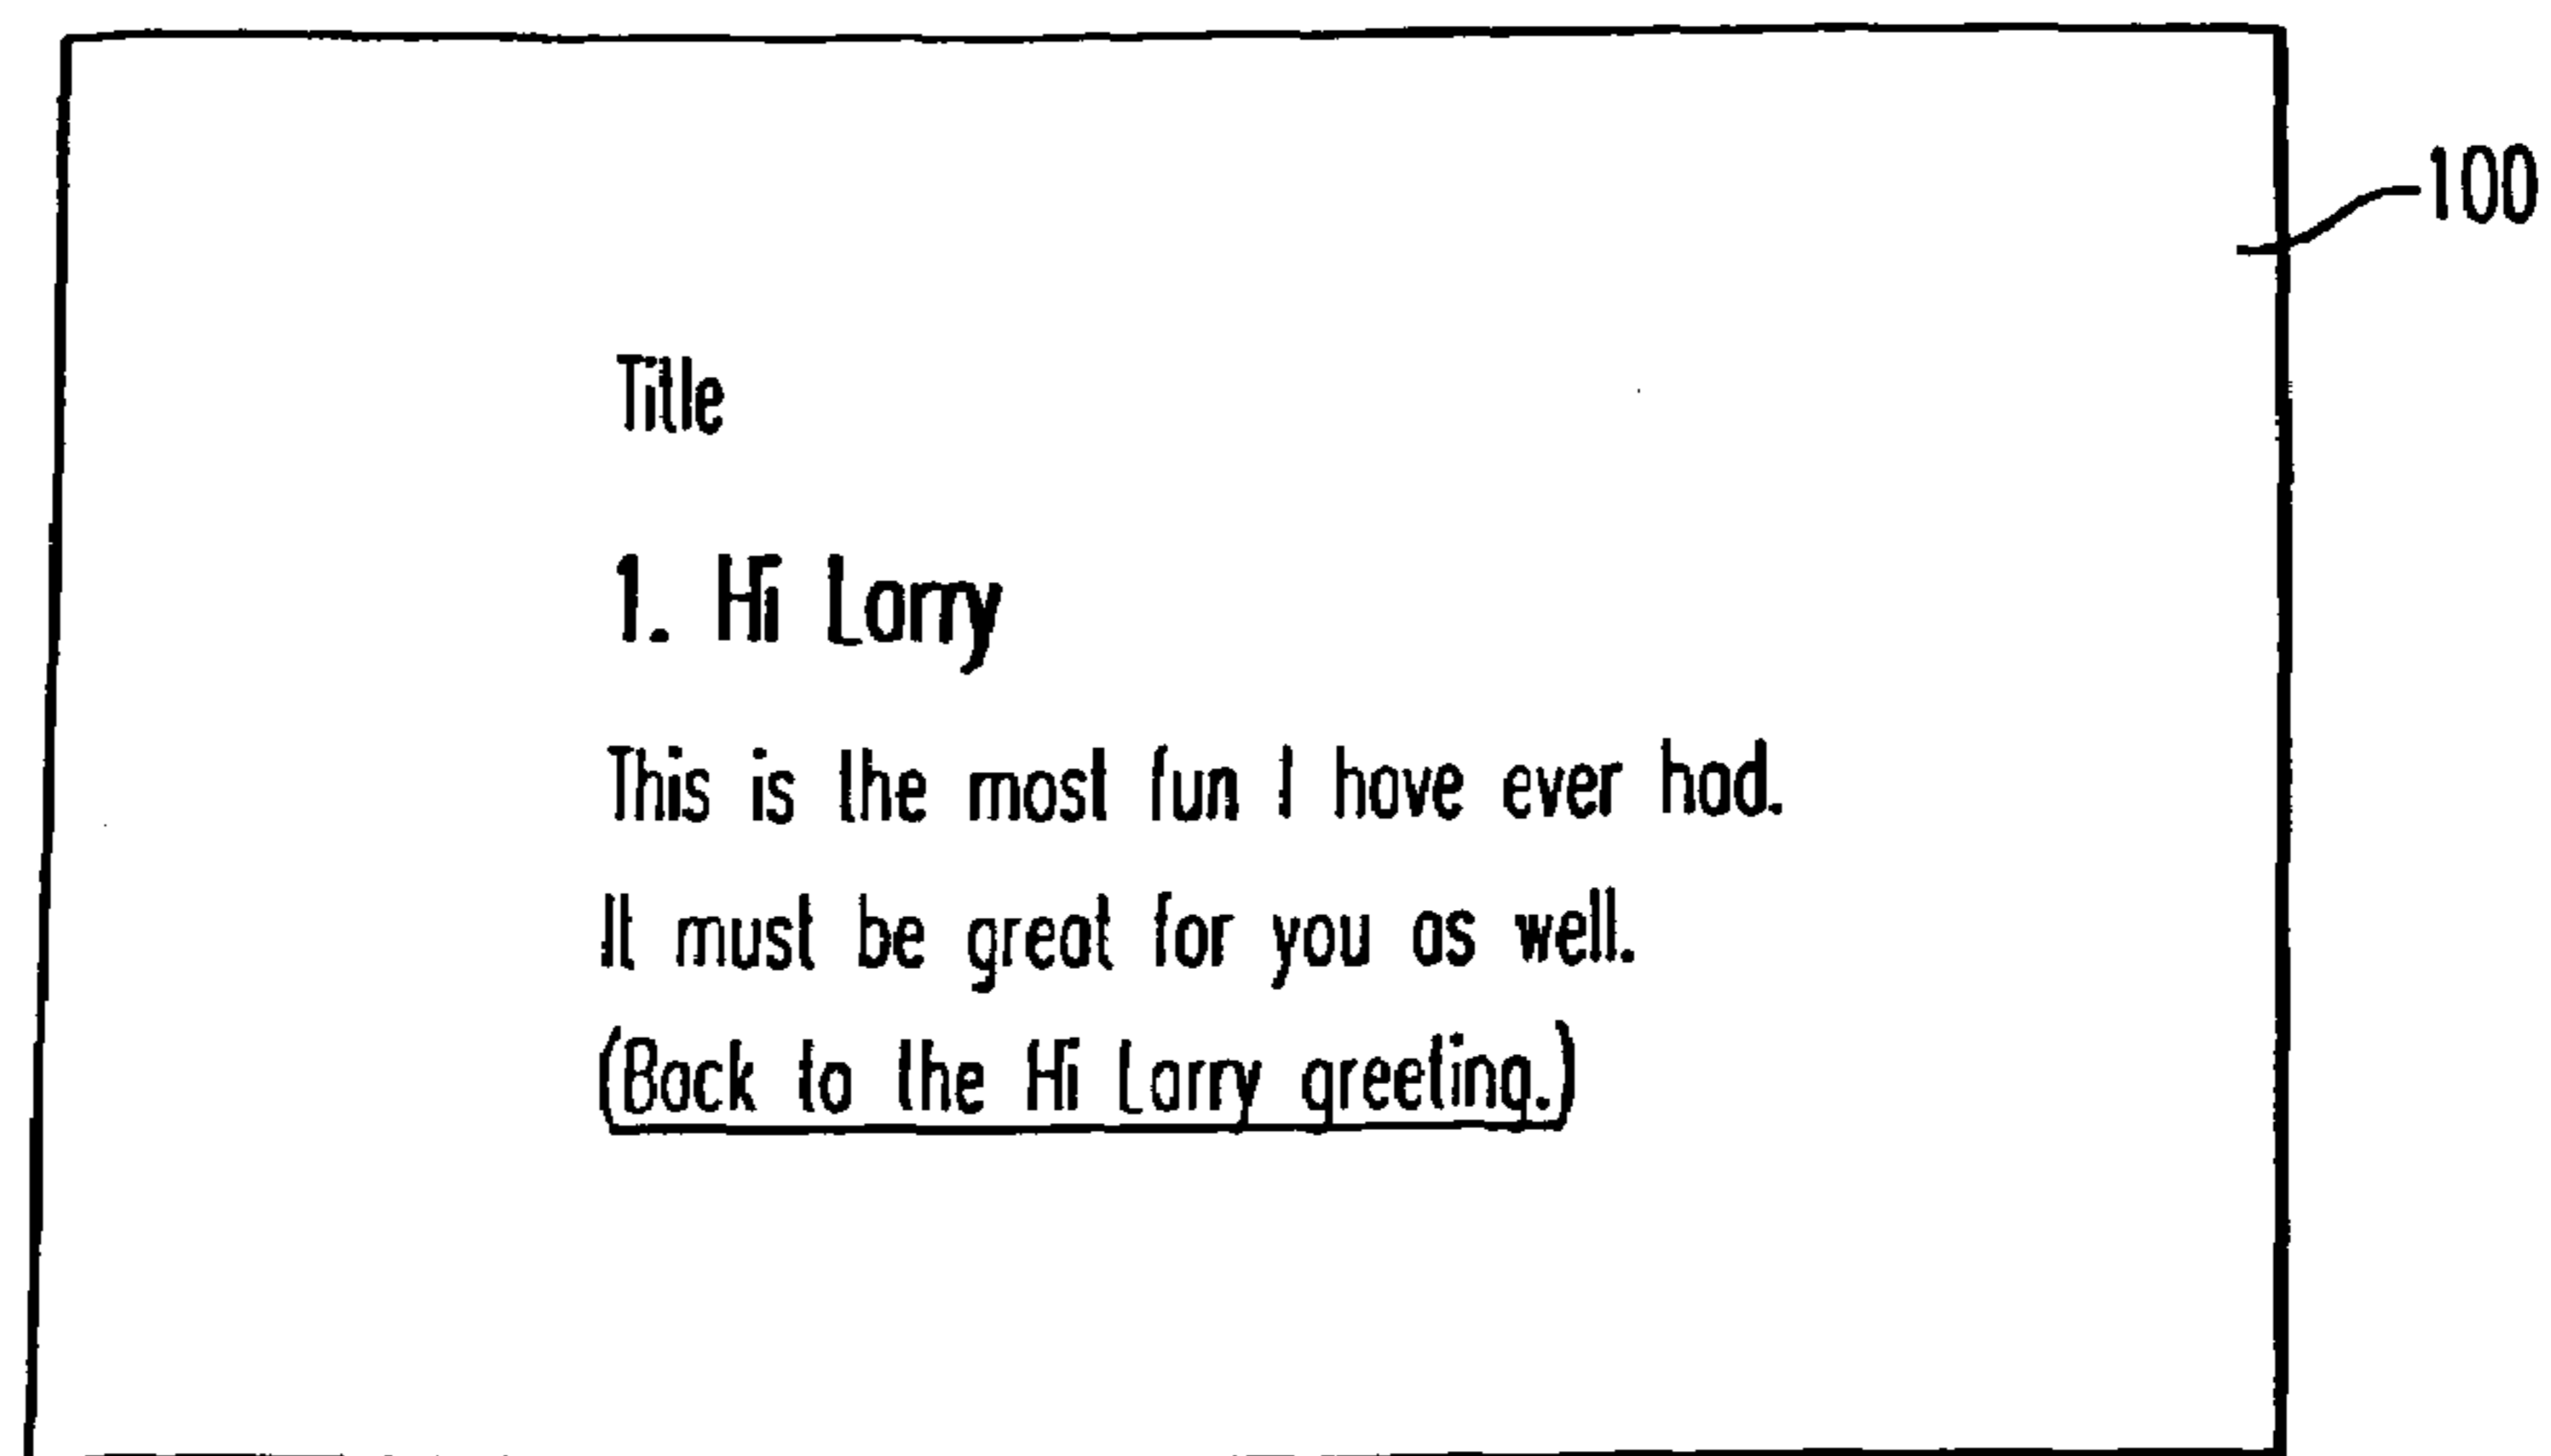 100
Title
1. Hi Larry
This is the most fun I have ever had.
It must be great for you as well.
(Back to the Hi Larry greeting.)